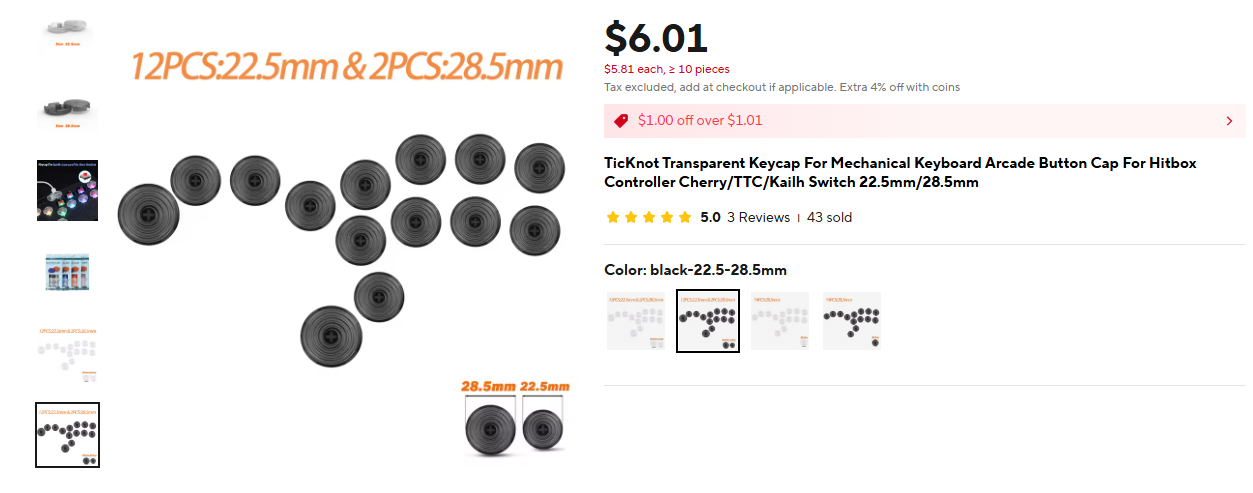 12PCS:22.5mm & 2PCS:28.5mm
28.5mm 22.5mm
$6.01
$5.81 each, ≥ 10 pieces
Tax excluded, add at checkout if applicable. Extra 4% off with coins
$1.00 off over $1.01
TicKnot Transparent Keycap For Mechanical Keyboard Arcade Button Cap For Hitbox
Controller Cherry/TTC/Kailh Switch 22.5mm/28.5mm
5.0 3 Reviews | 43 sold
Color: black-22.5-28.5mm